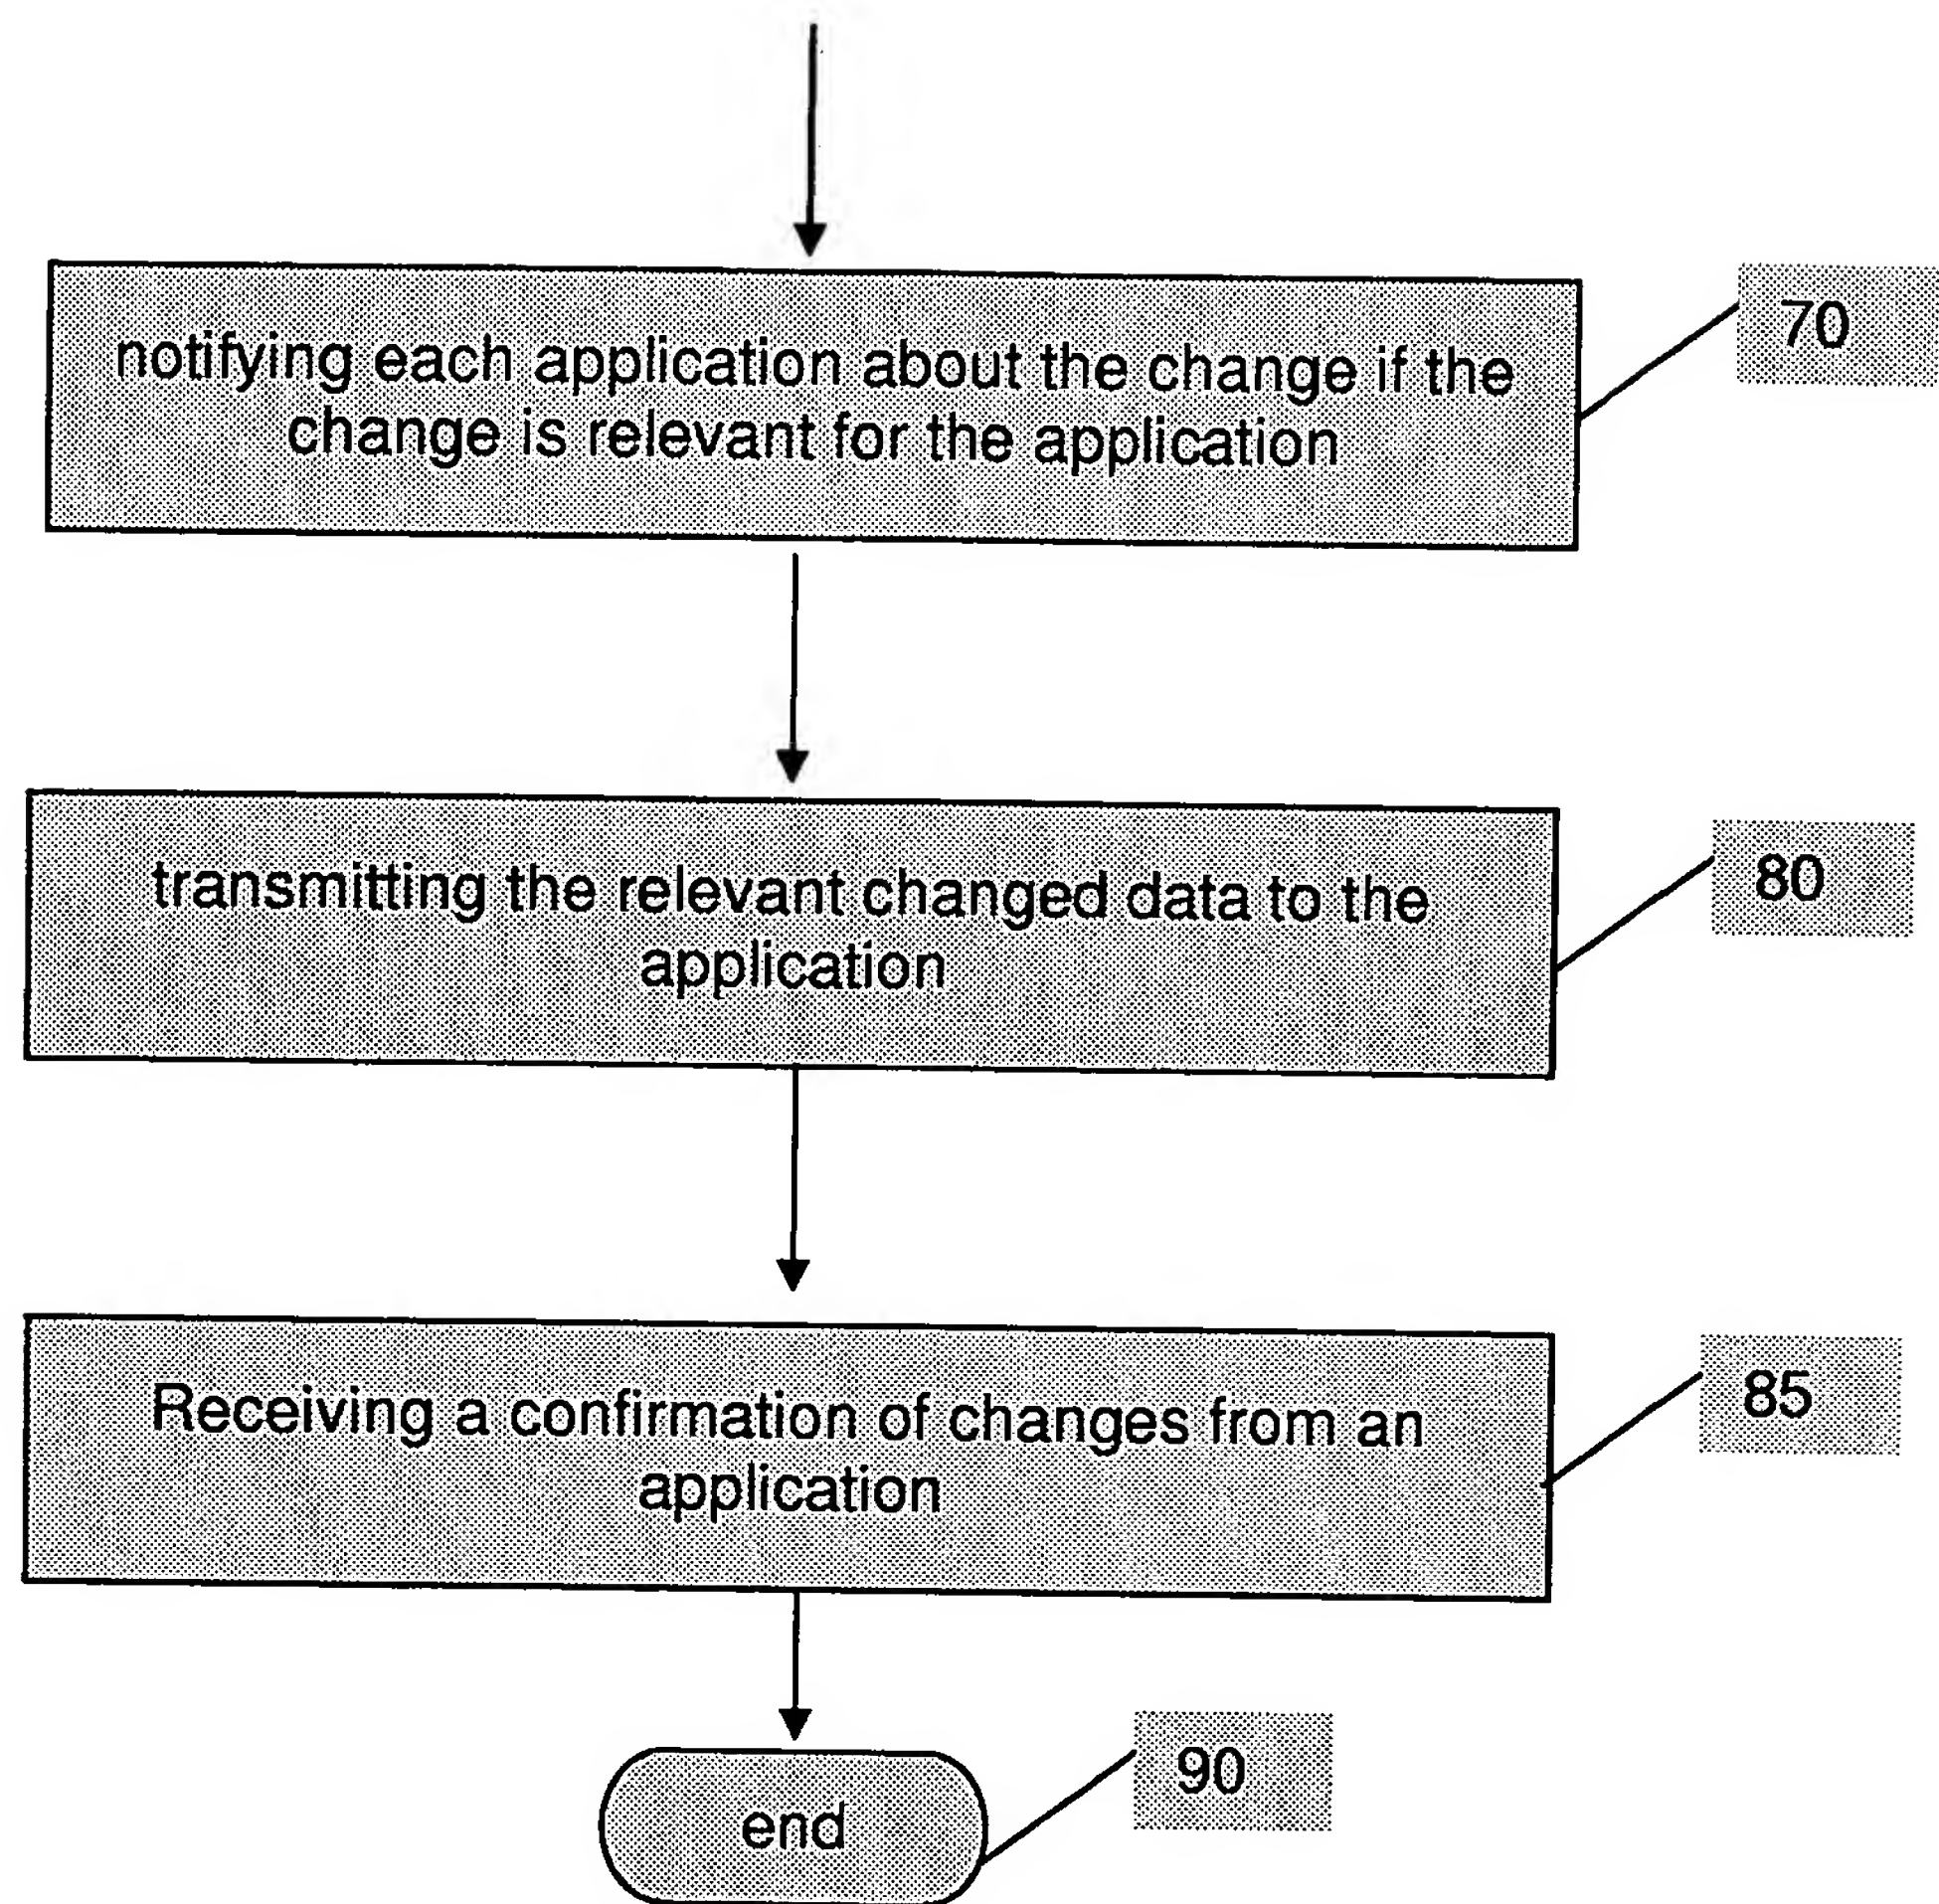 notifying each application about the change if the
change is relevant for the application
70
transmitting the relevant changed data to the
application
80
Receiving a confirmation of changes from an
application
85
end
90